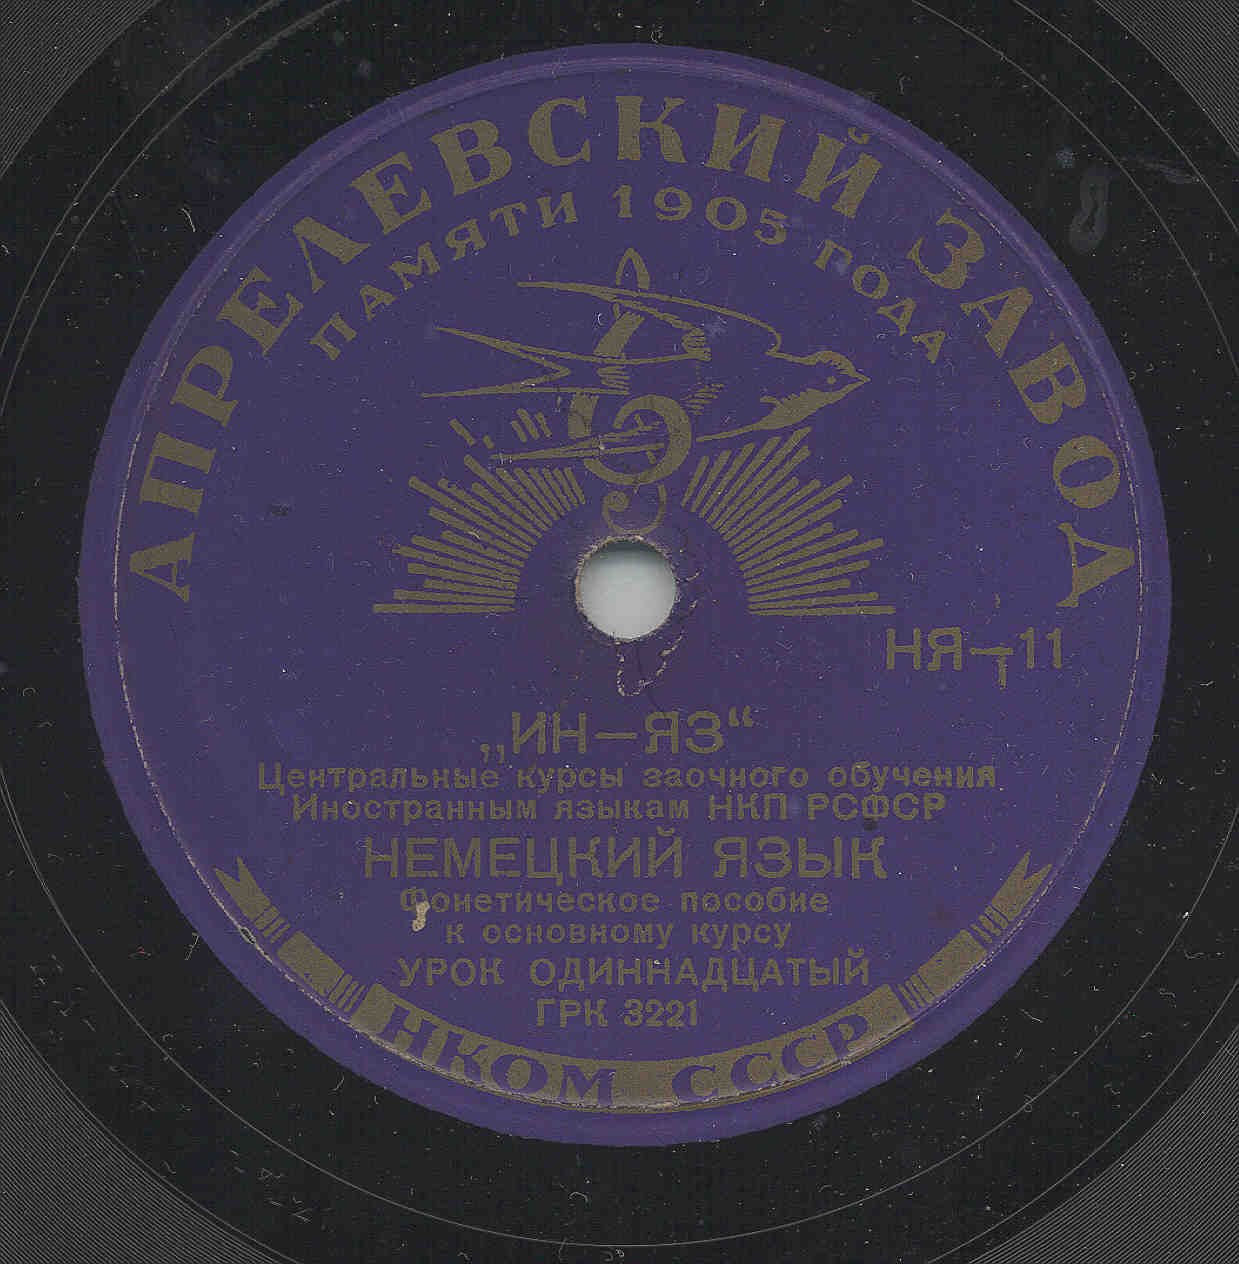 АПРЕЛЕВСКИЙ ЗАВОД
ПАМЯТИ 1905 ГОДА
НЯ-11
„ИН—ЯЗ“
Центральные курсы заочного обучения
Иностранным языкам НКП РСФСР
НЕМЕЦКИЙ ЯЗЫК
Фонетическое пособие
к основному курсу
УРОК ОДИННАДЦАТЫЙ
ГРК 3221
НКОМ СССР